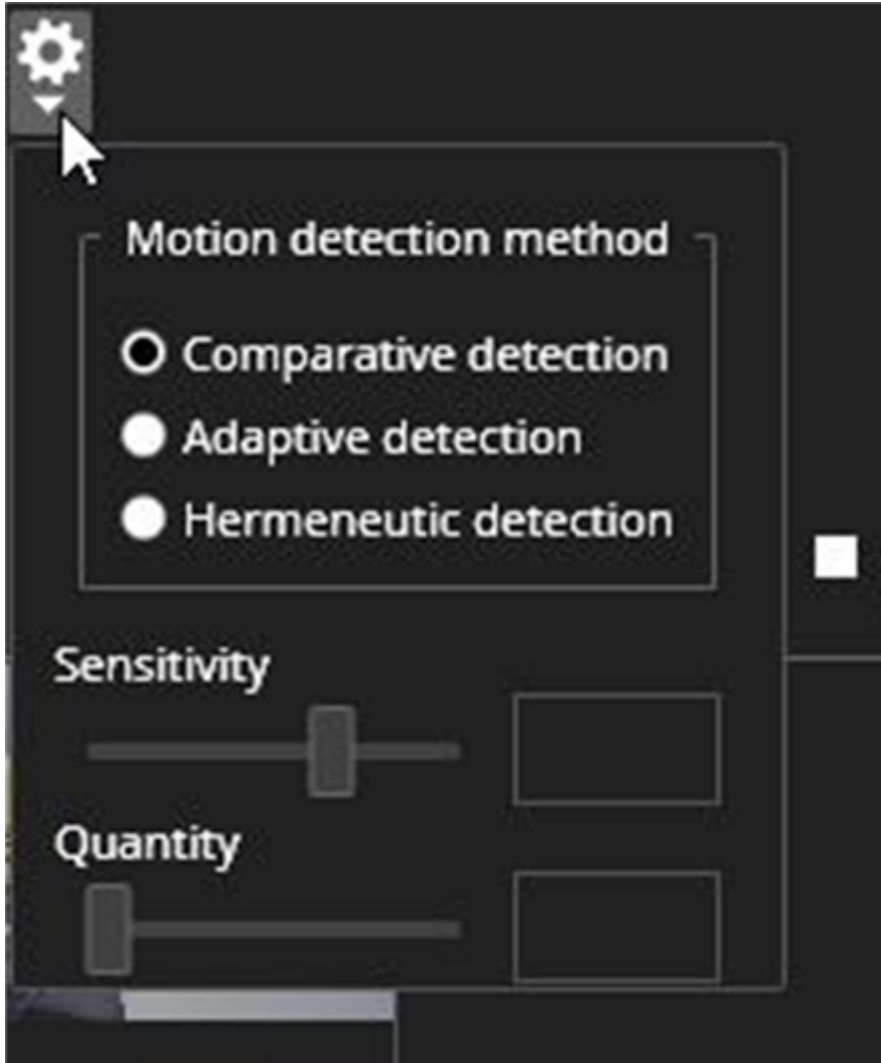 Motion detection method
Comparative detection
Adaptive detection
Hermeneutic detection
Sensitivity
Quantity